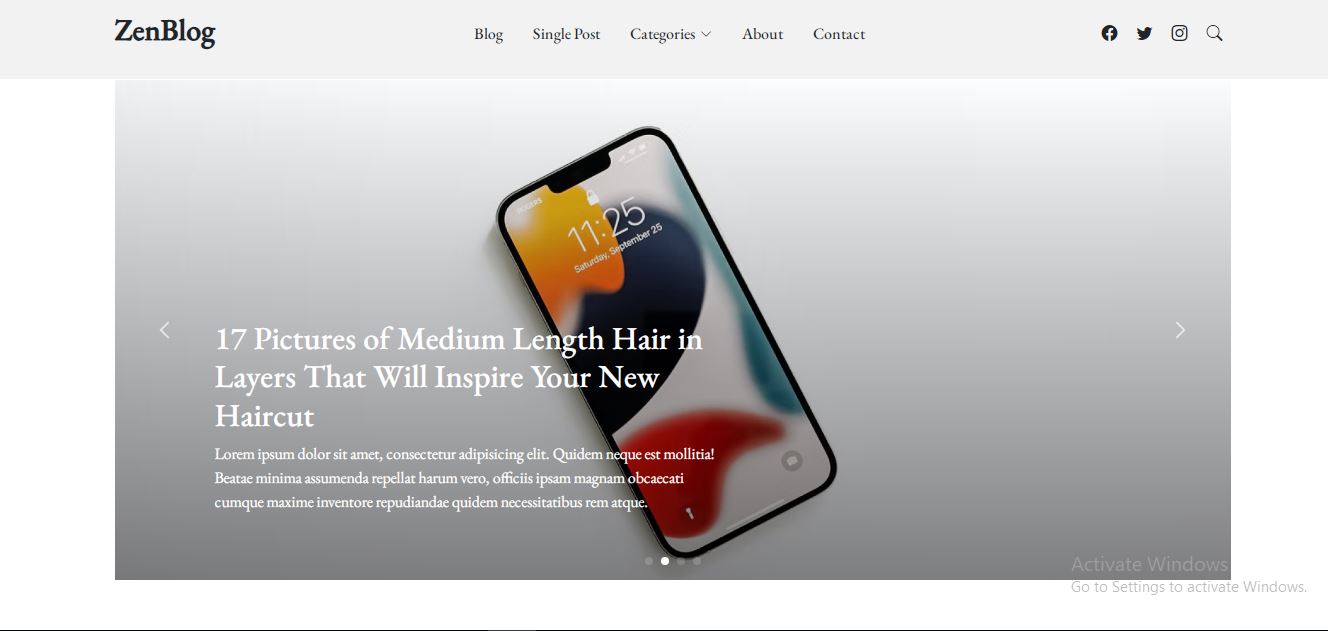 ZenBlog
Blog Single Post Categories About Contact
ROGERS
11:25
Saturday, September 25
17 Pictures of Medium Length Hair in
Layers That Will Inspire Your New
Haircut
Lorem ipsum dolor sit amet, consectetur adipisicing elit. Quidem neque est mollitia!
Beatae minima assumenda repellat harum vero, officiis ipsam magnam obcaecati
cumque maxime inventore repudiandae quidem necessitatibus rem atque.
Activate Windows
Go to Settings to activate Windows.